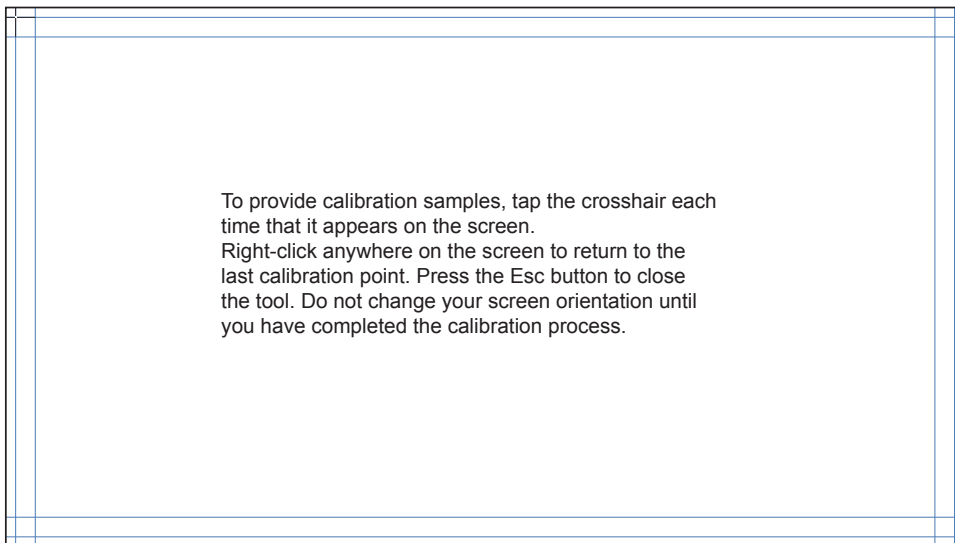 To provide calibration samples, tap the crosshair each
time that it appears on the screen.
Right-click anywhere on the screen to return to the
last calibration point. Press the Esc button to close
the tool. Do not change your screen orientation until
you have completed the calibration process.